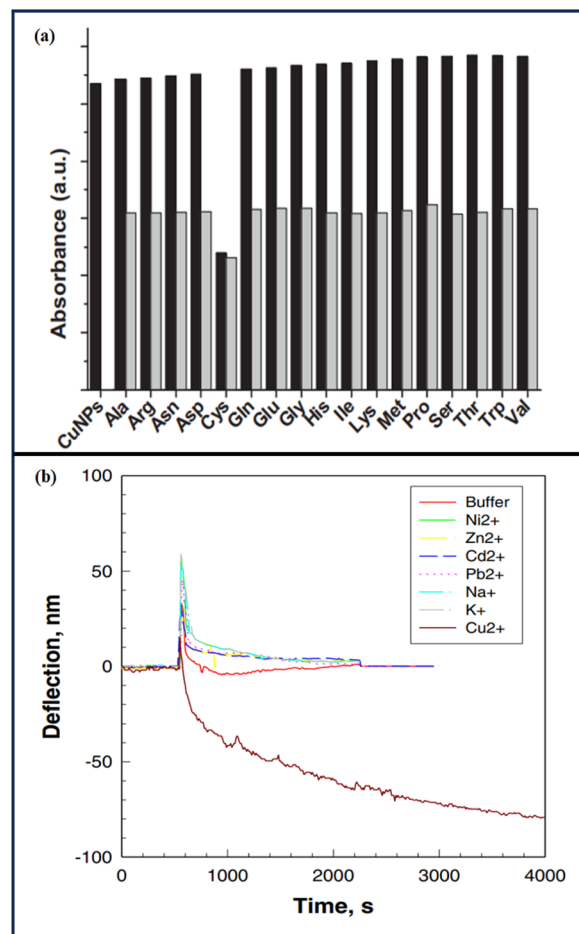 (a)
Absorbance (a.u.)
CuNPs Ala Arg Asn Asp Cys Gln Glu Gly His Ile Lys Met Pro Ser Thr Trp Val
(b)
100
50
0
-50
-100
Deflection, nm
Buffer
Ni2+
Zn2+
Cd2+
Pb2+
Na+
K+
Cu2+
0 1000 2000 3000 4000
Time, s